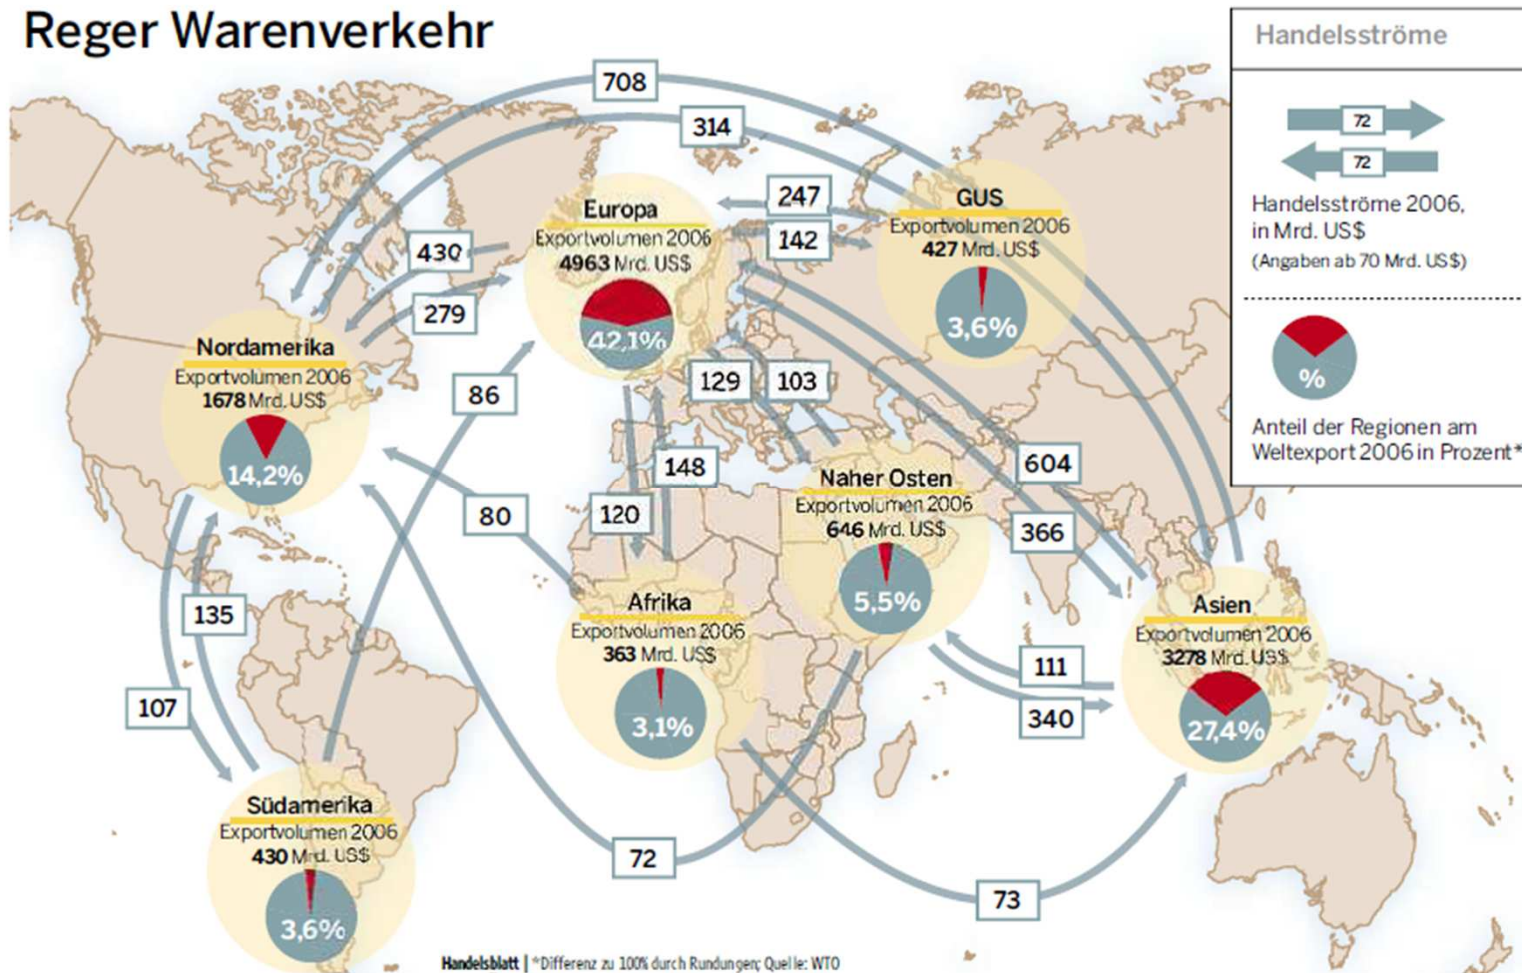 Reger Warenverkehr
Handelsströme
72
72
Handelsströme 2006,
in Mrd. US$
(Angaben ab 70 Mrd. US$)
%
Anteil der Regionen am
Weltexport 2006 in Prozent*
708
314
247
142
430
279
86
80
129
103
148
120
604
366
135
107
111
340
72
73
Europa
Exportvolumen 2006
4963 Mrd. US$
42,1%
GUS
Exportvolumen 2006
427 Mrd. US$
3,6%
Nordamerika
Exportvolumen 2006
1678 Mrd. US$
14,2%
Naher Osten
Exportvolumen 2006
646 Mrd. US$
5,5%
Afrika
Exportvolumen 2006
363 Mrd. US$
3,1%
Asien
Exportvolumen 2006
3278 Mrd. US$
27,4%
Südamerika
Exportvolumen 2006
430 Mrd. US$
3,6%
Handelsblatt | *Differenz zu 100% durch Rundungen; Quelle: WTO